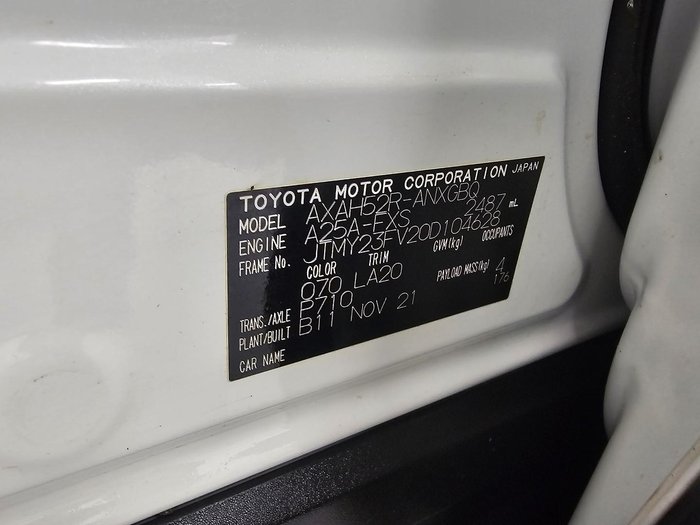 TOYOTA MOTOR CORPORATION JAPAN
MODEL AXAH52R-ANXGBQ
ENGINE A25A-FXS 2487 mL
FRAME No. JTMY23FV20D104628
COLOR TRIM GVM(kg) OCCUPANTS
070 LA20 PAYLOAD MASS(kg) 4
TRANS./AXLE P710 176
PLANT/BUILT B11 NOV 21
CAR NAME